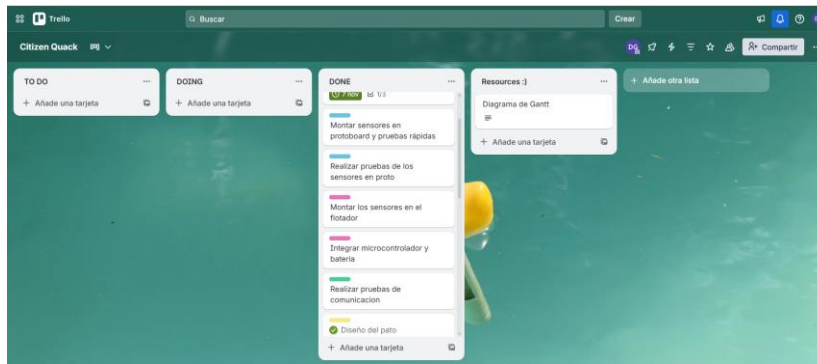 Trello
Buscar
Crear
Citizen Quack
DG
Compartir
TO DO
Añade una tarjeta
DOING
Añade una tarjeta
DONE
7 nov 1/3
Montar sensores en
protoboard y pruebas rápidas
Realizar pruebas de los
sensores en proto
Montar los sensores en el
flotador
Integrar microcontrolador y
batería
Realizar pruebas de
comunicacion
Diseño del pato
+ Añade una tarjeta
Resources :)
Diagrama de Gantt
+ Añade una tarjeta
+ Añade otra lista